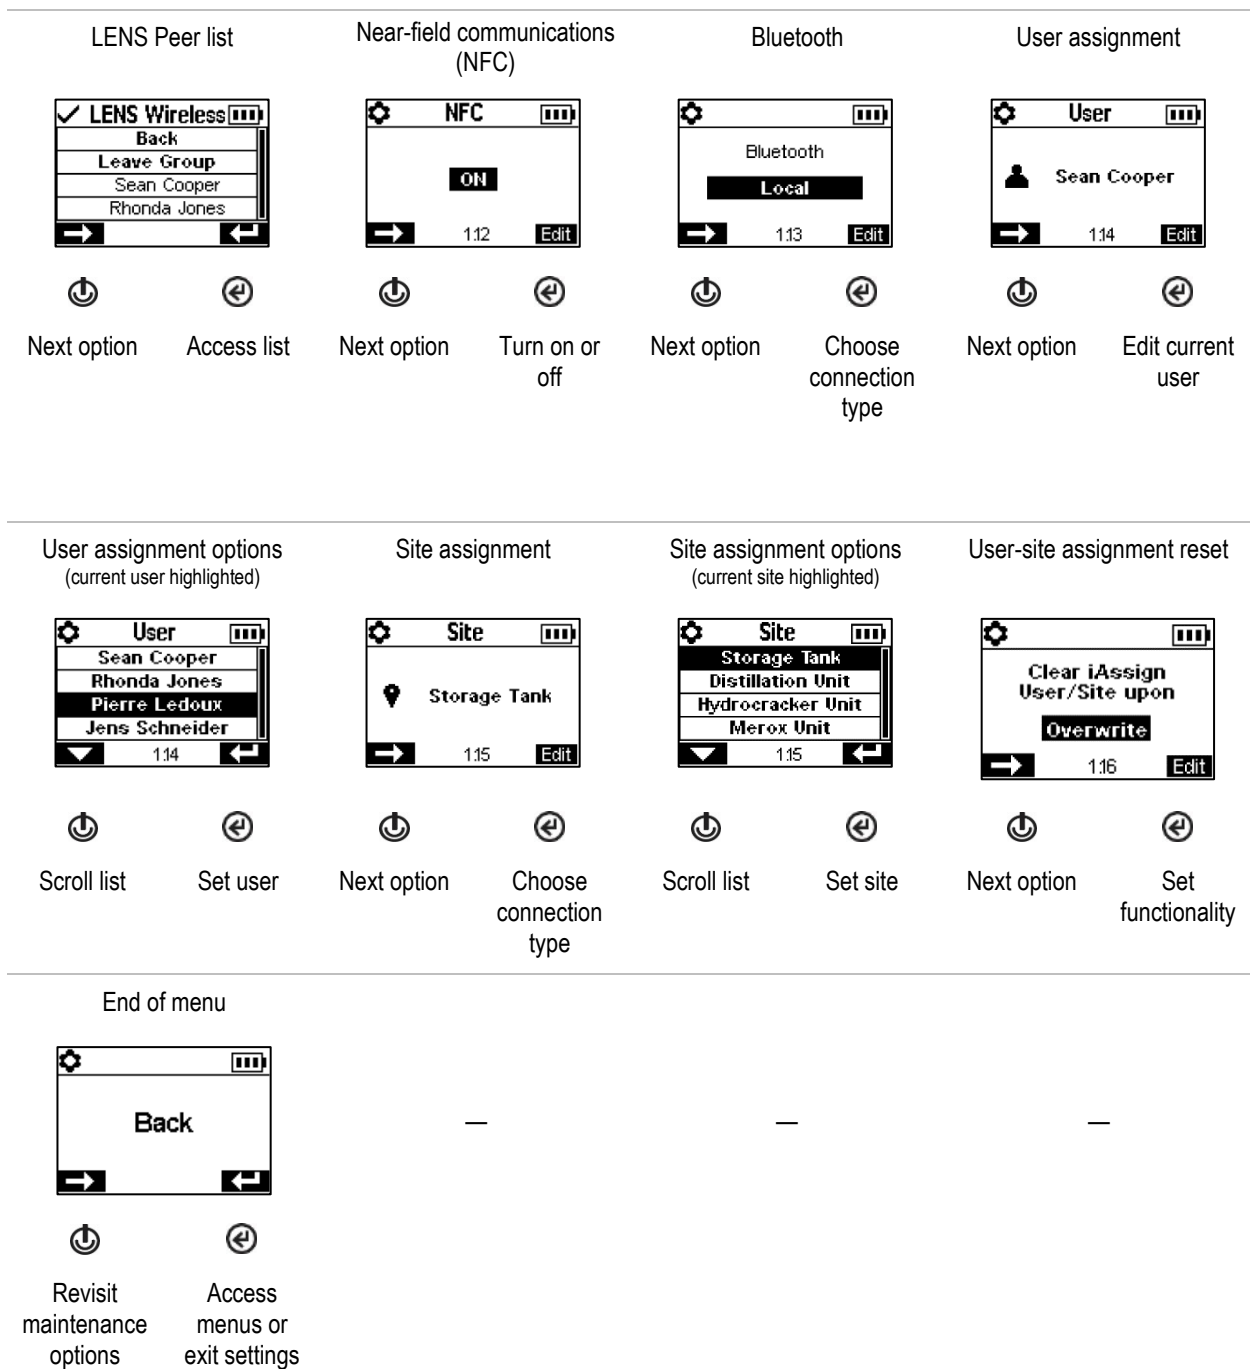 LENS Peer list
LENS Wireless
Back
Leave Group
Sean Cooper
Rhonda Jones
Next option
Access list
Near-field communications
(NFC)
NFC
ON
1.12
Edit
Next option
Turn on or
off
Bluetooth
Bluetooth
Local
1.13
Edit
Next option
Choose
connection
type
User assignment
User
Sean Cooper
1.14
Edit
Next option
Edit current
user
User assignment options
(current user highlighted)
User
Sean Cooper
Rhonda Jones
Pierre Ledoux
Jens Schneider
1.14
Scroll list
Set user
Site assignment
Site
Storage Tank
1.15
Edit
Next option
Choose
connection
type
Site assignment options
(current site highlighted)
Site
Storage Tank
Distillation Unit
Hydrocracker Unit
Merox Unit
1.15
Scroll list
Set site
User-site assignment reset
Clear iAssign
User/Site upon
Overwrite
1.16
Edit
Next option
Set
functionality
End of menu
Back
Revisit
maintenance
options
Access
menus or
exit settings
—
—
—